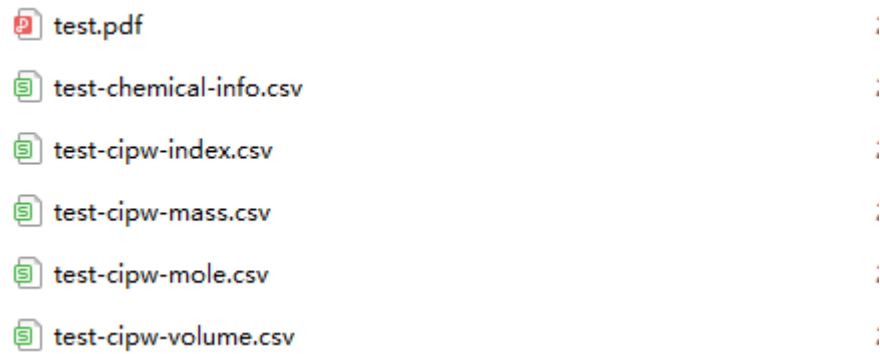 test.pdf
test-chemical-info.csv
test-cipw-index.csv
test-cipw-mass.csv
test-cipw-mole.csv
test-cipw-volume.csv